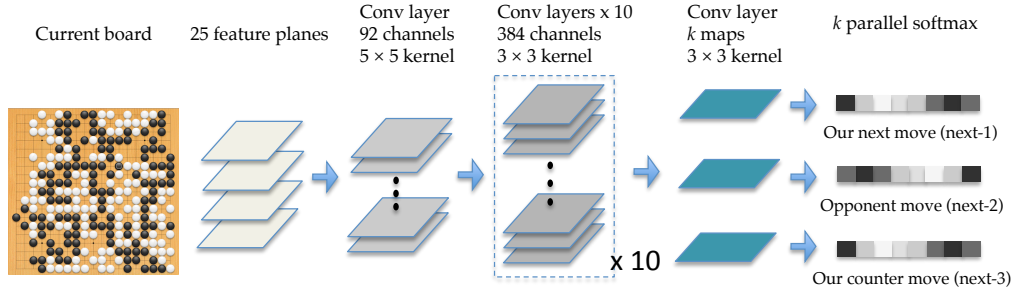 Current board
25 feature planes
Conv layer
92 channels
5 × 5 kernel
Conv layers x 10
384 channels
3 × 3 kernel
Conv layer
k maps
3 × 3 kernel
k parallel softmax
Our next move (next-1)
Opponent move (next-2)
Our counter move (next-3)
x 10